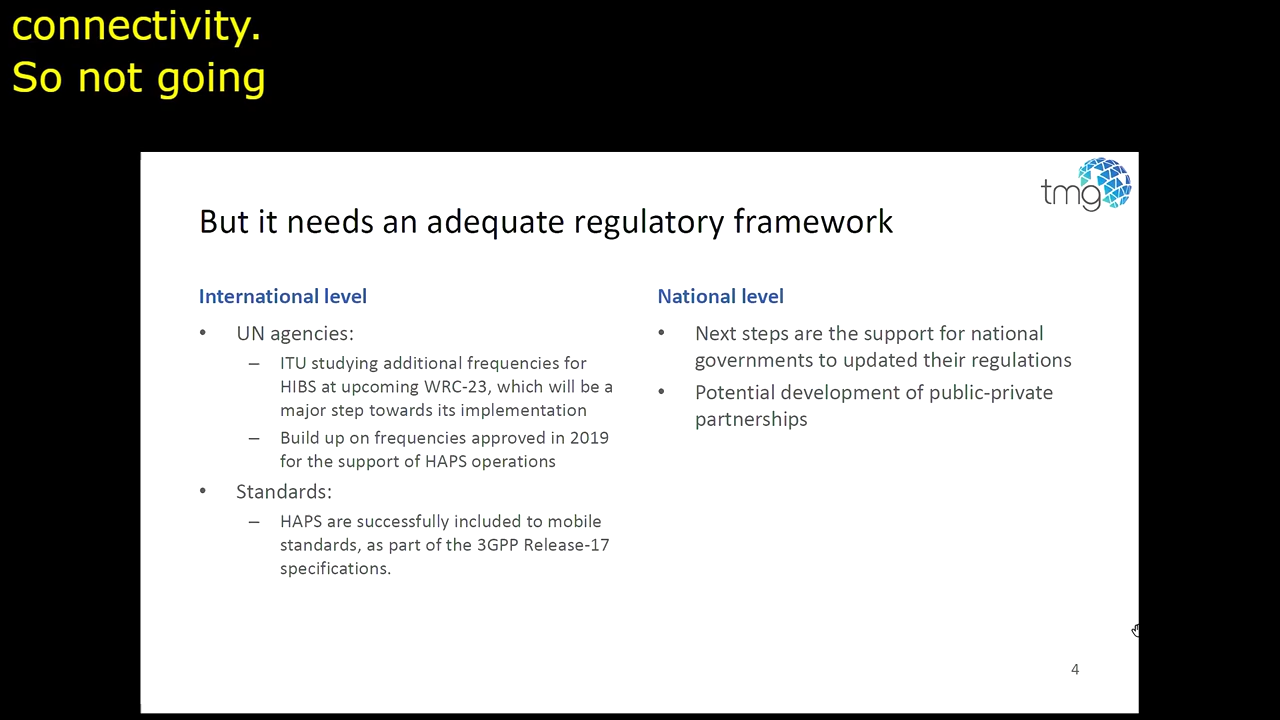 connectivity.
So not going
tmg
But it needs an adequate regulatory framework
International level
• UN agencies:
– ITU studying additional frequencies for
HIBS at upcoming WRC-23, which will be a
major step towards its implementation
– Build up on frequencies approved in 2019
for the support of HAPS operations
• Standards:
– HAPS are successfully included to mobile
standards, as part of the 3GPP Release-17
specifications.
National level
• Next steps are the support for national
governments to updated their regulations
• Potential development of public-private
partnerships
4